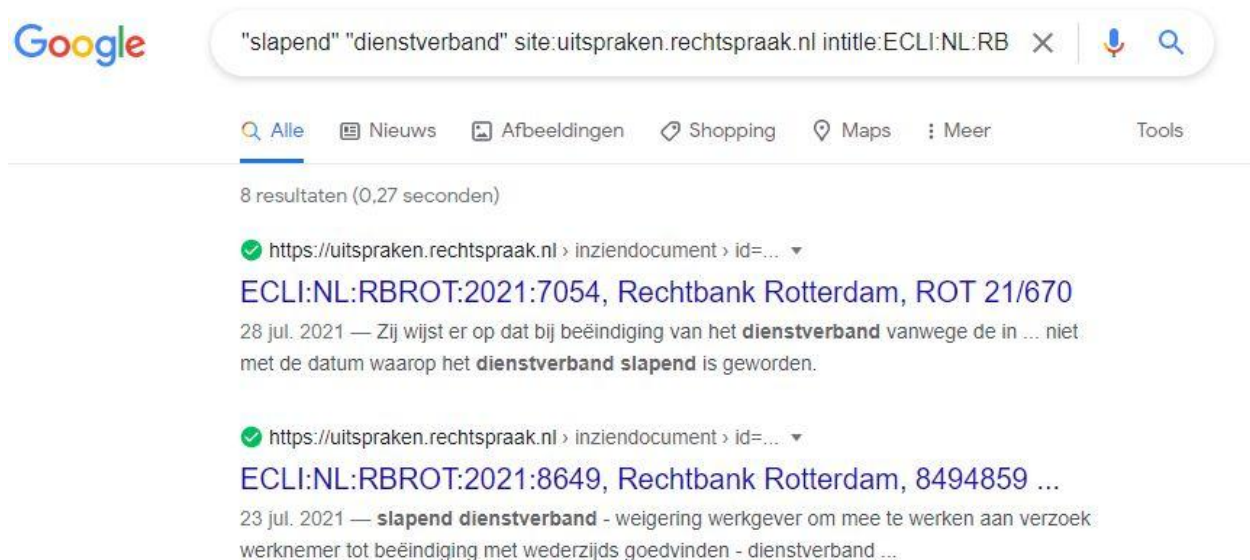 Google
"slapend" "dienstverband" site:uitspraken.rechtspraak.nl intitle:ECLI:NL:RB
Alle Nieuws Afbeeldingen Shopping Maps Meer Tools
8 resultaten (0,27 seconden)
https://uitspraken.rechtspraak.nl › inziendocument › id=...
ECLI:NL:RBROT:2021:7054, Rechtbank Rotterdam, ROT 21/670
28 jul. 2021 — Zij wijst er op dat bij beëindiging van het dienstverband vanwege de in ... niet
met de datum waarop het dienstverband slapend is geworden.
https://uitspraken.rechtspraak.nl › inziendocument › id=...
ECLI:NL:RBROT:2021:8649, Rechtbank Rotterdam, 8494859 ...
23 jul. 2021 — slapend dienstverband - weigering werkgever om mee te werken aan verzoek
werknemer tot beëindiging met wederzijds goedvinden - dienstverband ...